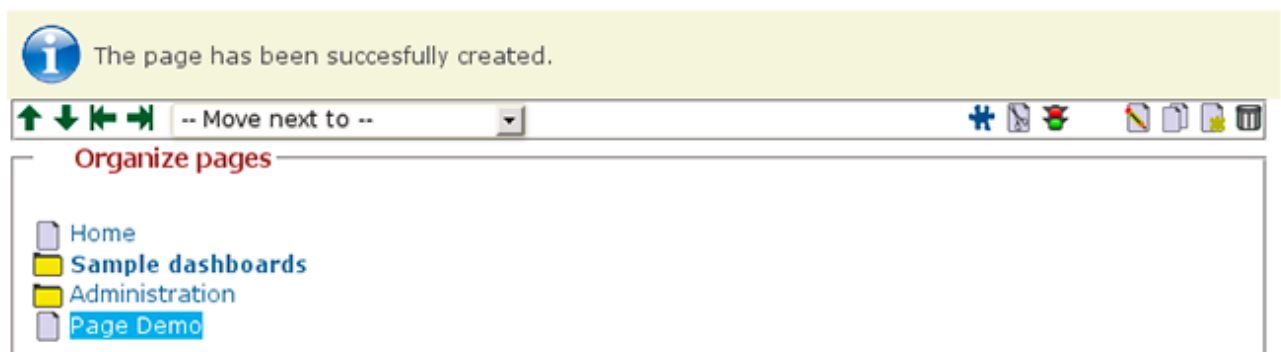 The page has been succesfully created.
-- Move next to --
Organize pages
Home
Sample dashboards
Administration
Page Demo